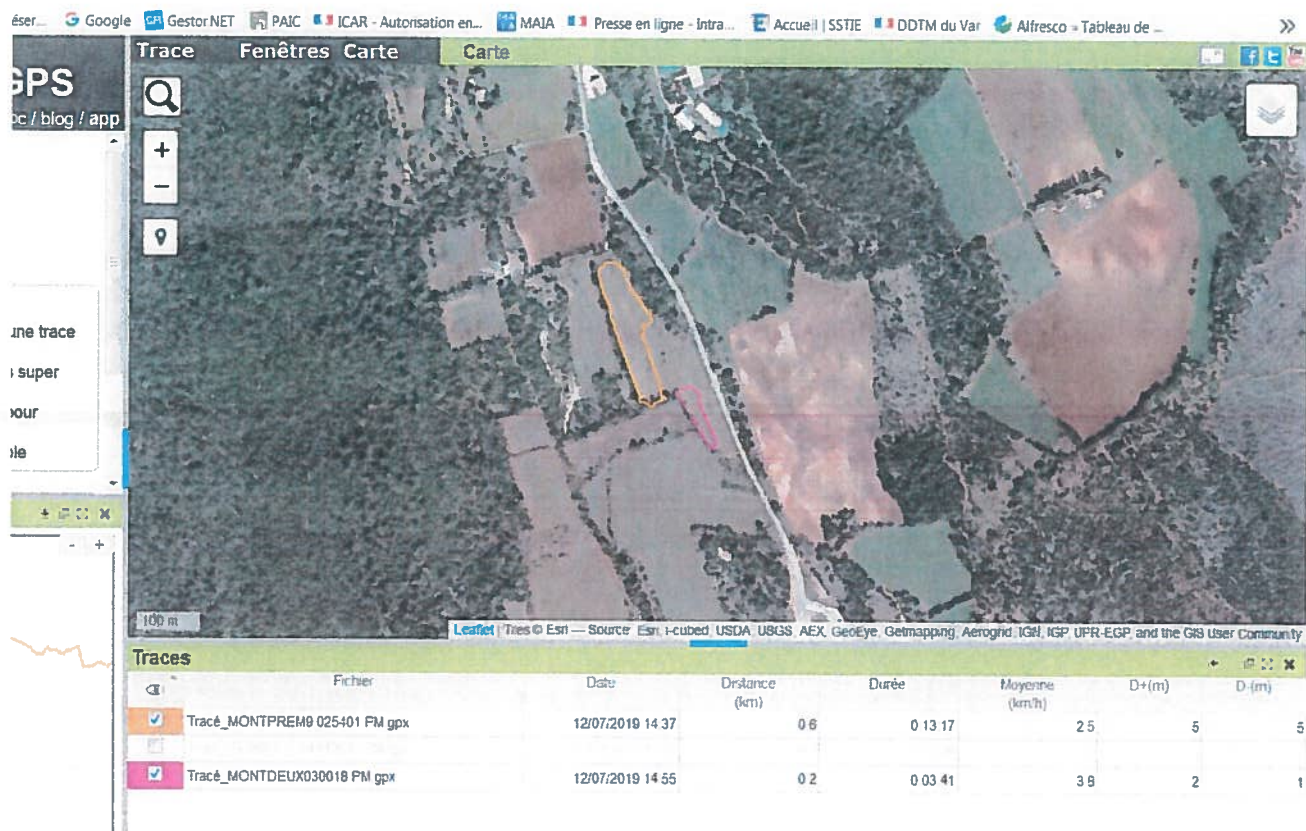 éser... Google GestorNET PAIC ICAR - Autorisation en... MAIA Presse en ligne - Intra... Accueil | SSTIE DDTM du Var Alfresco » Tableau de ... »
Trace Fenêtres Carte Carte
GPS
oc / blog / app
+
−
une trace
s super
pour
ble
- +
100 m
Leaflet | Tiles © Esri — Source: Esri, i-cubed, USDA, USGS, AEX, GeoEye, Getmapping, Aerogrid, IGN, IGP, UPR-EGP, and the GIS User Community
Traces
Fichier Date Distance (km) Durée Moyenne (km/h) D+(m) D-(m)
Tracé_MONTPREM9 025401 PM gpx 12/07/2019 14 37 0 6 0 13 17 2 5 5 5
Tracé_MONTDEUX030018 PM gpx 12/07/2019 14 55 0 2 0 03 41 3 9 2 1